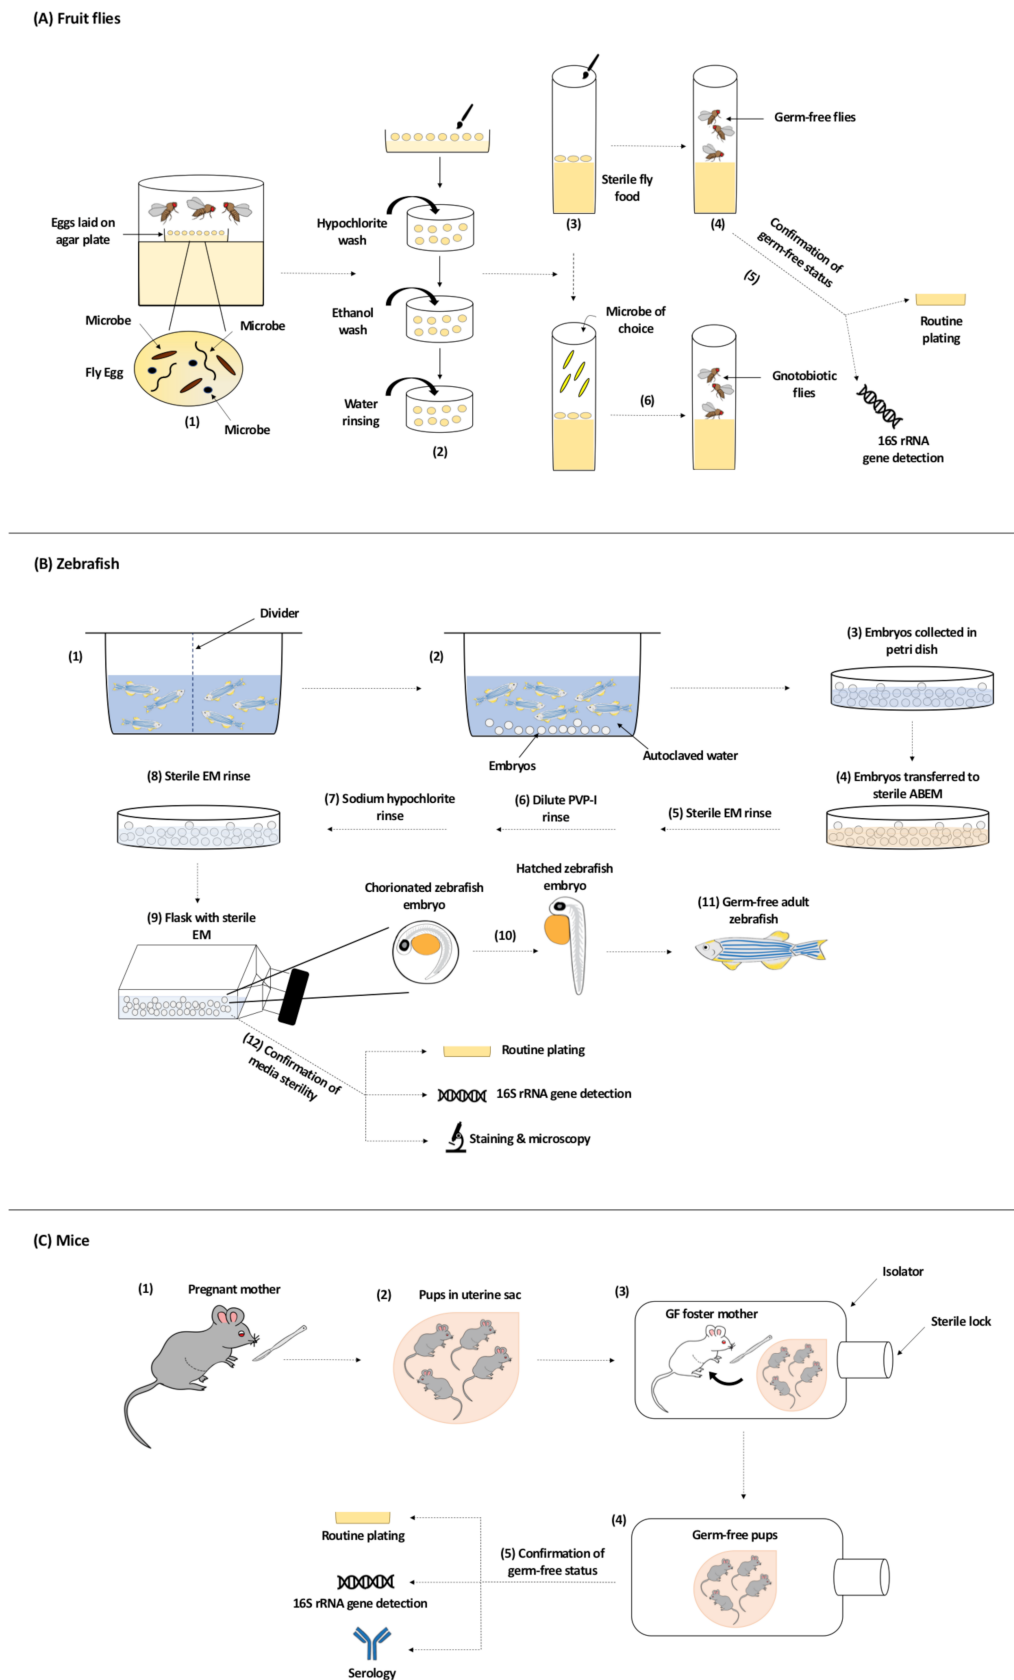 (A) Fruit flies
Eggs laid on
agar plate
Microbe
Microbe
Fly Egg
Microbe
(1)
Hypochlorite
wash
Ethanol
wash
Water
rinsing
(2)
Sterile fly
food
(3)
Germ-free flies
(4)
Confirmation of
germ-free status
(5)
Routine
plating
16S rRNA
gene detection
Microbe of
choice
(6)
Gnotobiotic
flies
(B) Zebrafish
(1)
Divider
(2)
Embryos
Autoclaved water
(3) Embryos collected in
petri dish
(4) Embryos transferred to
sterile ABEM
(5) Sterile EM rinse
(6) Dilute PVP-I
rinse
(7) Sodium hypochlorite
rinse
(8) Sterile EM rinse
(9) Flask with sterile
EM
Chorionated zebrafish
embryo
(10)
Hatched zebrafish
embryo
(11) Germ-free adult
zebrafish
(12) Confirmation of
media sterility
Routine plating
16S rRNA gene detection
Staining & microscopy
(C) Mice
(1)
Pregnant mother
(2)
Pups in uterine sac
(3)
GF foster mother
Isolator
Sterile lock
(4)
Germ-free pups
(5) Confirmation of
germ-free status
Routine plating
16S rRNA gene detection
Serology